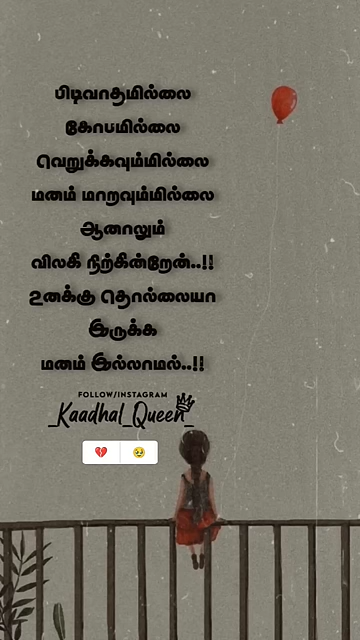 பிடிவாதமில்லை
கோபமில்லை
வெறுக்கவும்மில்லை
மனம் மாறவும்மில்லை
ஆனாலும்
விலகி நிற்கின்றேன்..!!
உனக்கு தொல்லையா
இருக்க
மனம் இல்லாமல்..!!
FOLLOW/INSTAGRAM
_Kaadhal_Queen_